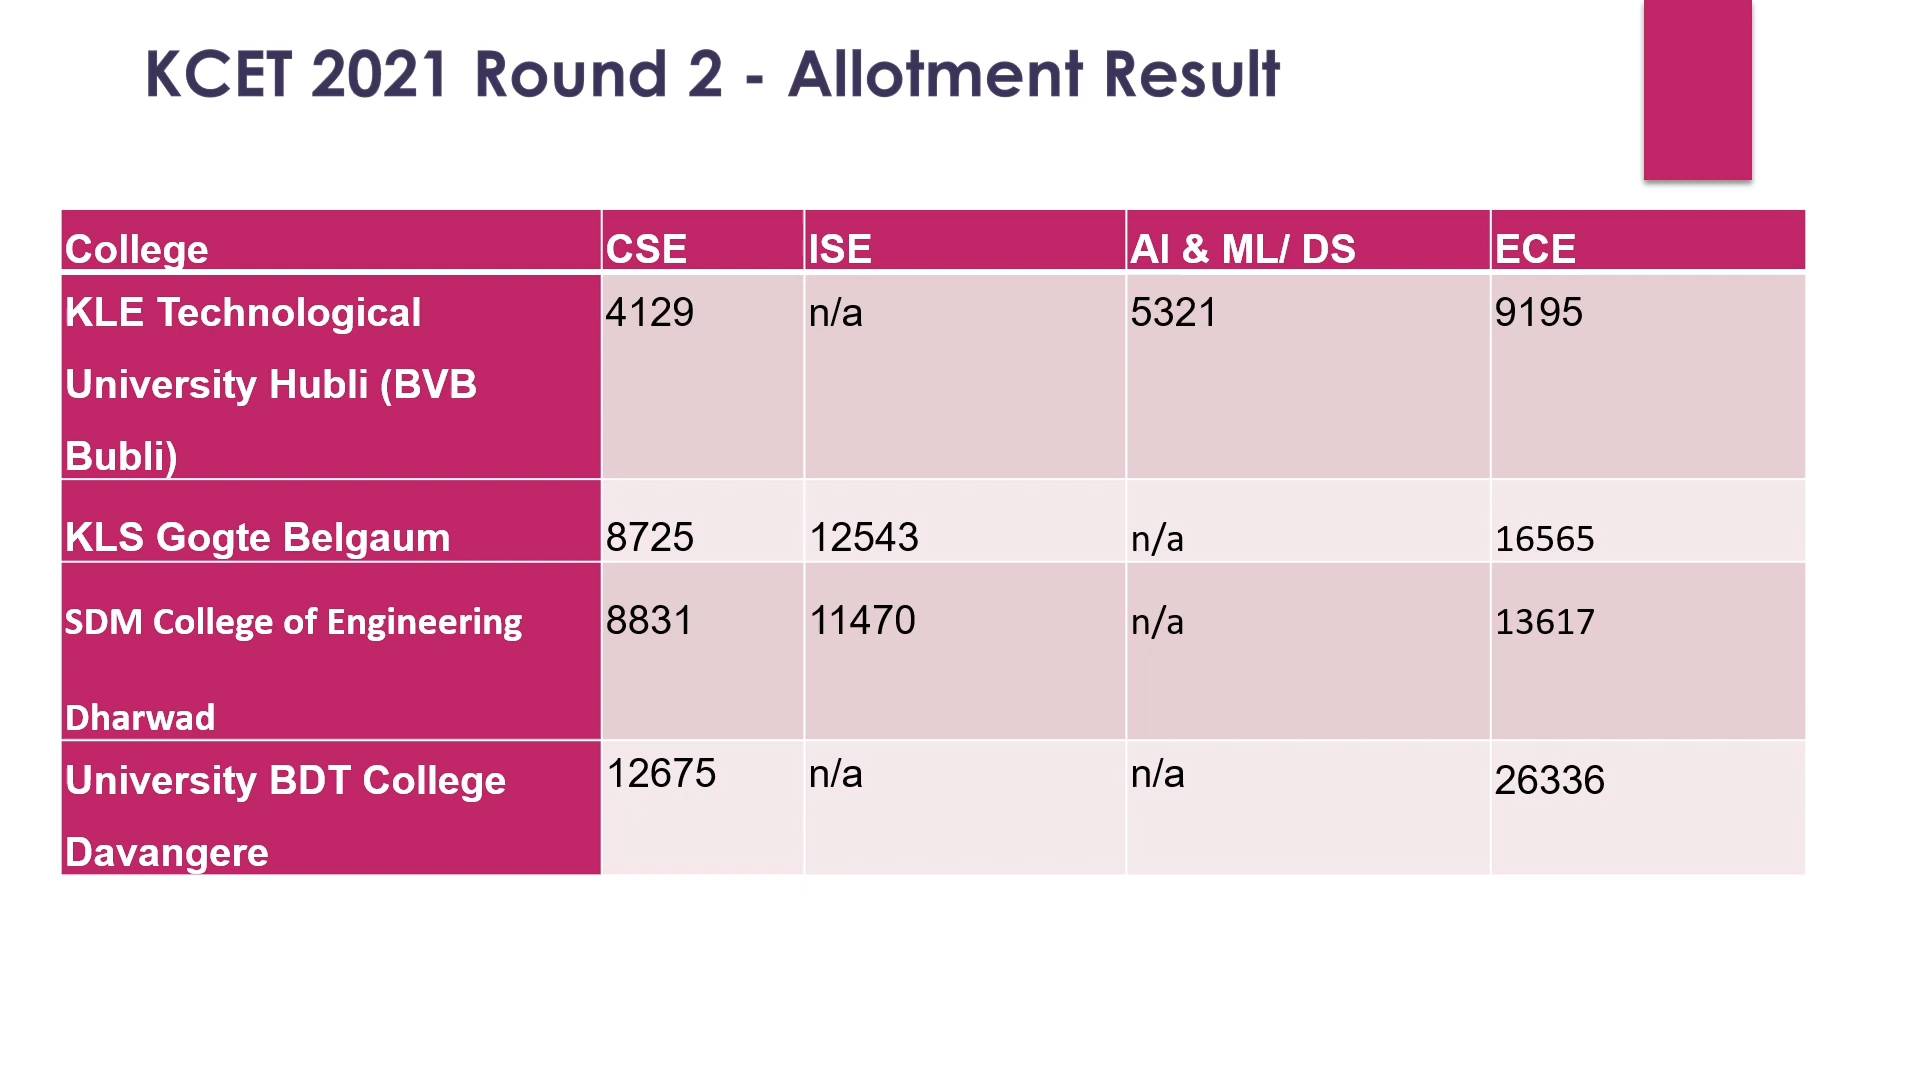 KCET 2021 Round 2 - Allotment Result
College CSE ISE AI & ML/ DS ECE
KLE Technological 4129 n/a 5321 9195
University Hubli (BVB
Bubli)
KLS Gogte Belgaum 8725 12543 n/a 16565
SDM College of Engineering 8831 11470 n/a 13617
Dharwad
University BDT College 12675 n/a n/a 26336
Davangere